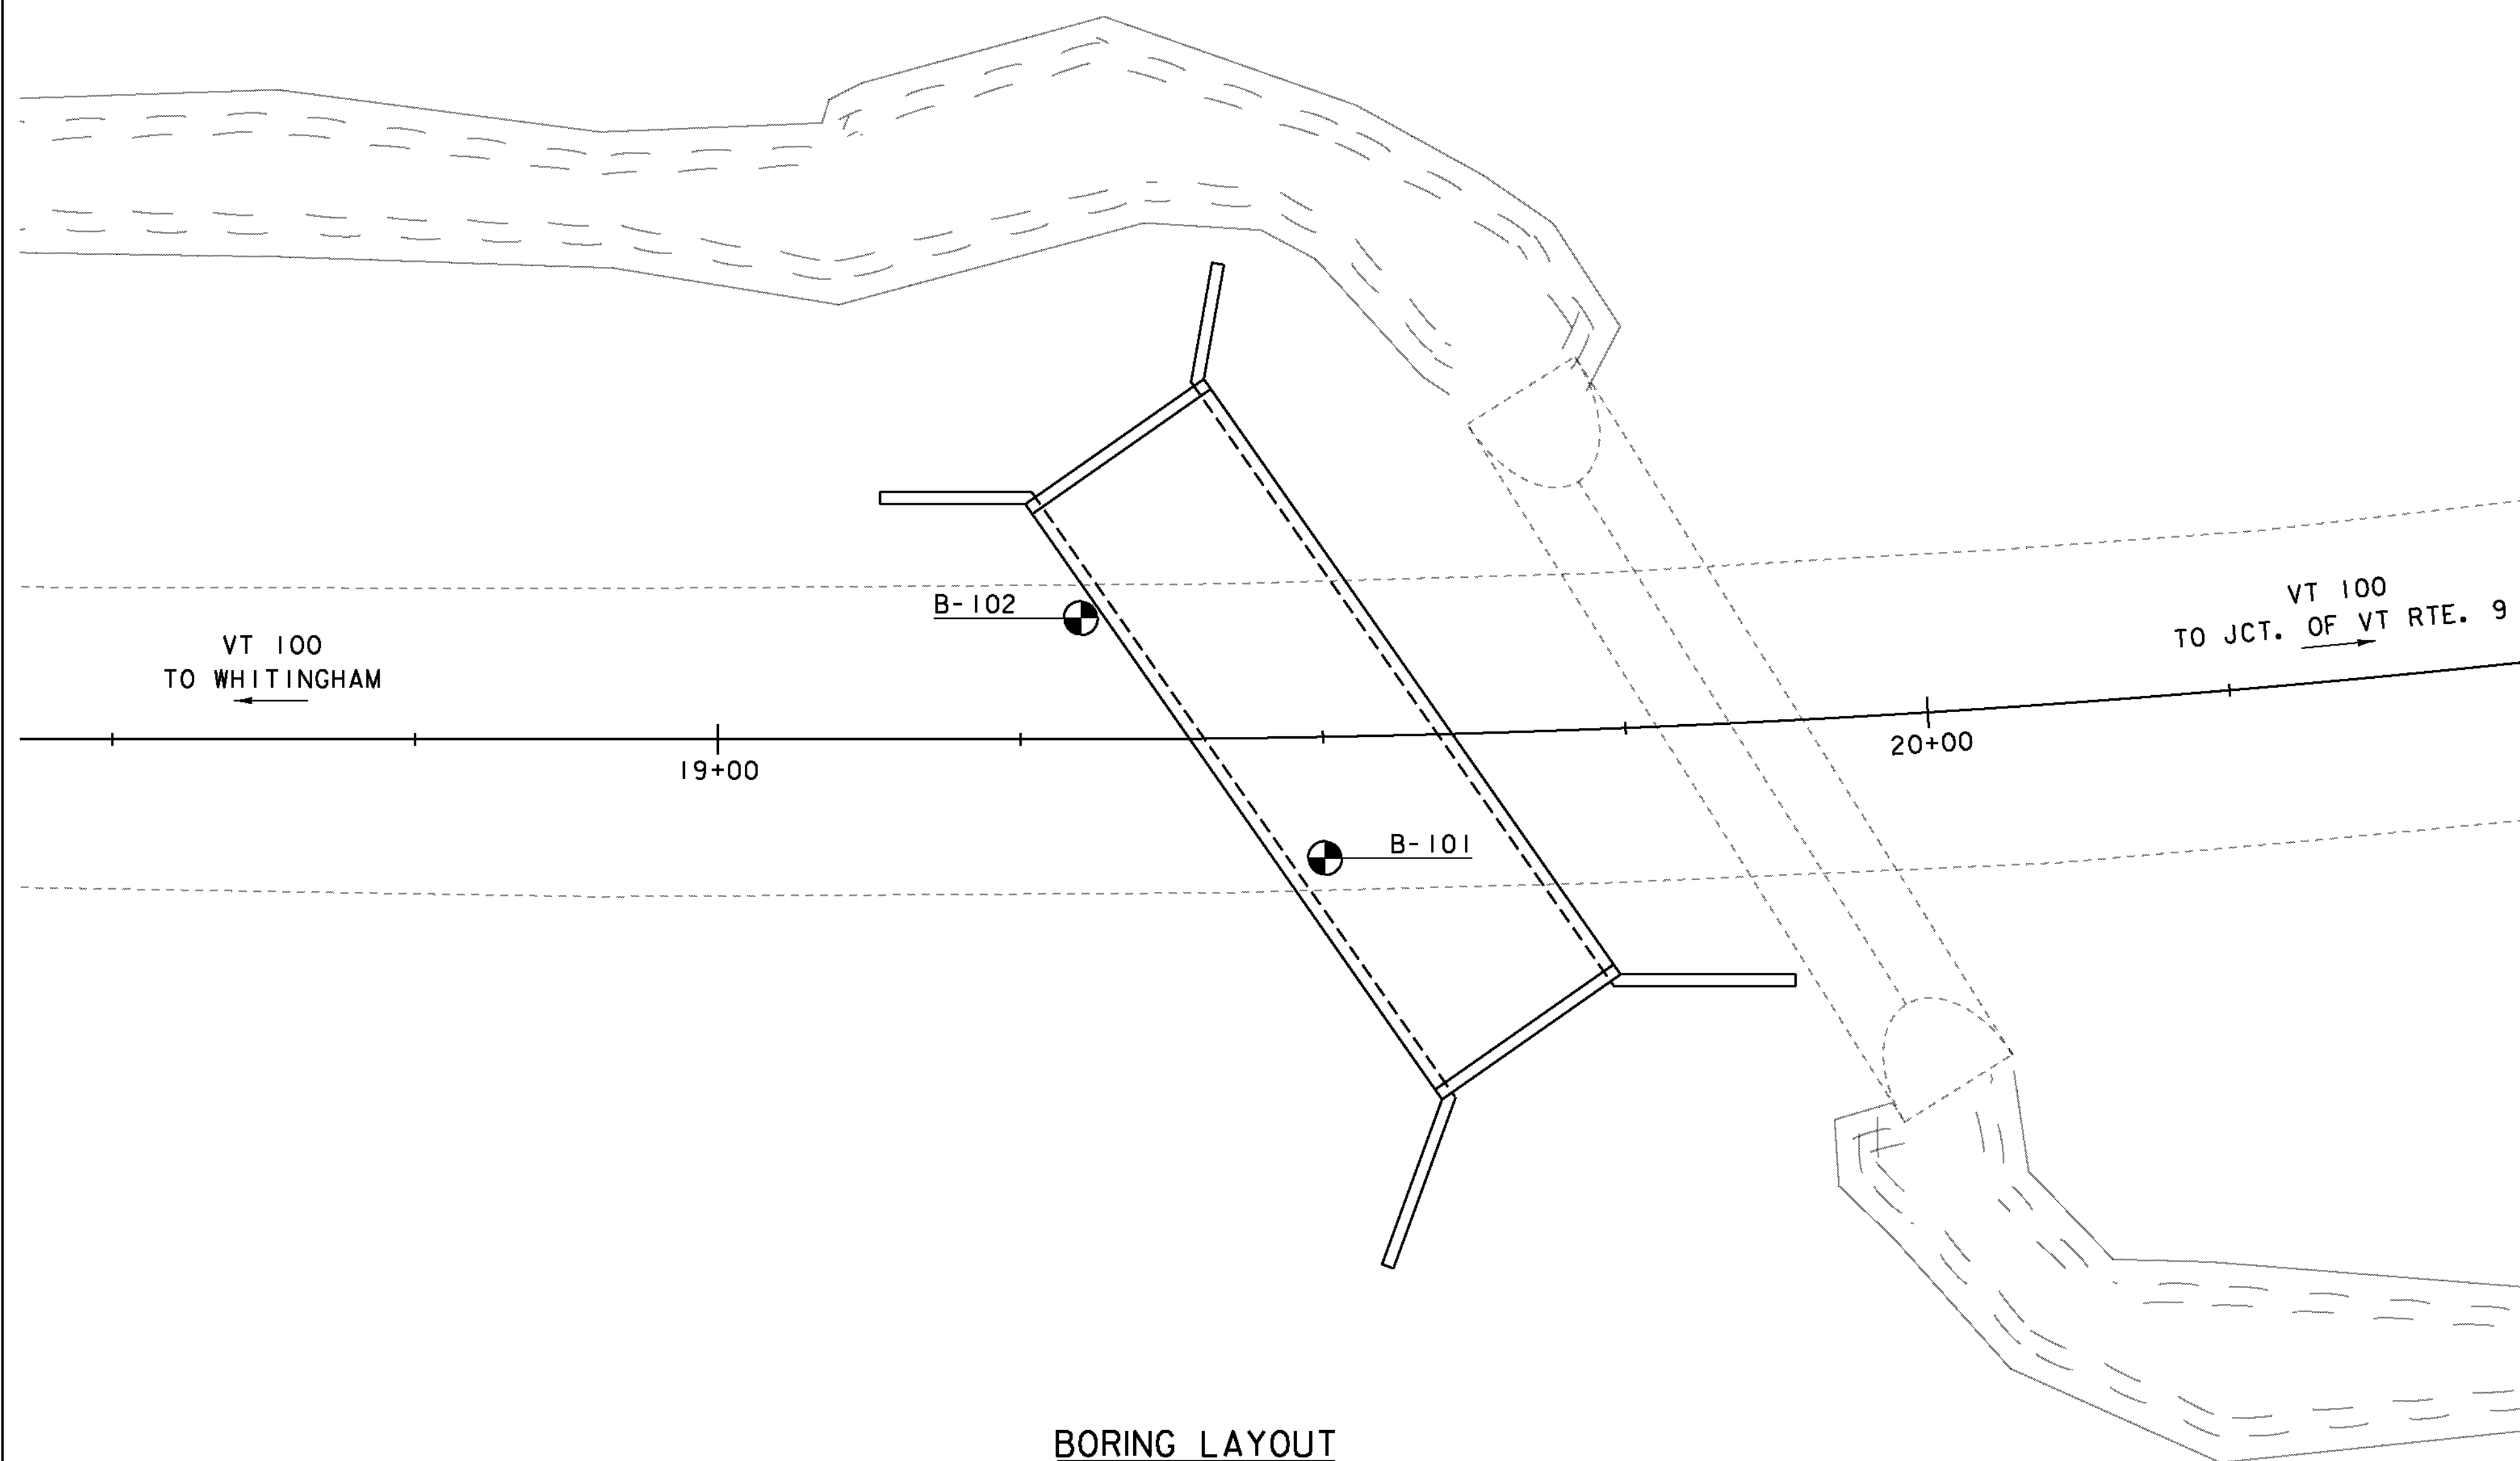 B-102
VT 100
TO WHITINGHAM
VT 100
TO JCT. OF VT RTE. 9
19+00
20+00
B-101
BORING LAYOUT